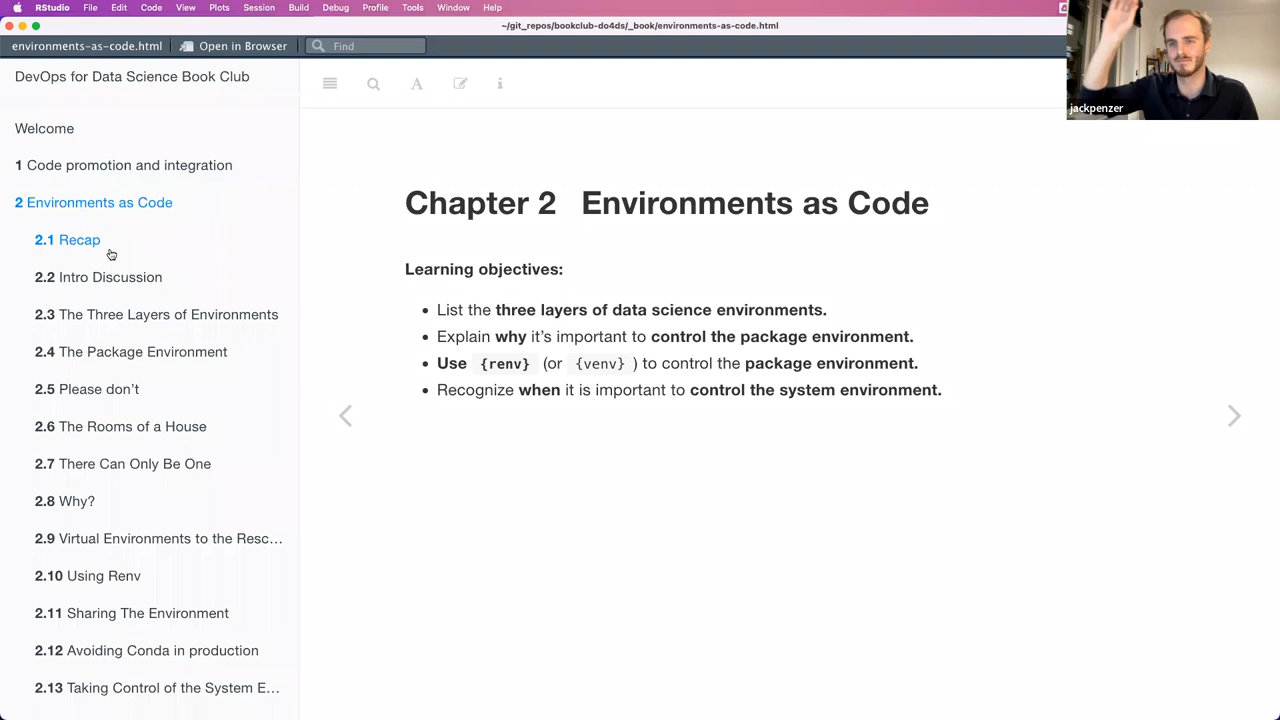 RStudio File Edit Code View Plots Session Build Debug Profile Tools Window Help
~/git_repos/bookclub-do4ds/_book/environments-as-code.html
environments-as-code.html Open in Browser Find
DevOps for Data Science Book Club
Welcome
1 Code promotion and integration
2 Environments as Code
2.1 Recap
2.2 Intro Discussion
2.3 The Three Layers of Environments
2.4 The Package Environment
2.5 Please don't
2.6 The Rooms of a House
2.7 There Can Only Be One
2.8 Why?
2.9 Virtual Environments to the Resc…
2.10 Using Renv
2.11 Sharing The Environment
2.12 Avoiding Conda in production
2.13 Taking Control of the System E…
Chapter 2 Environments as Code
Learning objectives:
• List the three layers of data science environments.
• Explain why it's important to control the package environment.
• Use {renv} (or {venv} ) to control the package environment.
• Recognize when it is important to control the system environment.
jackpenzer